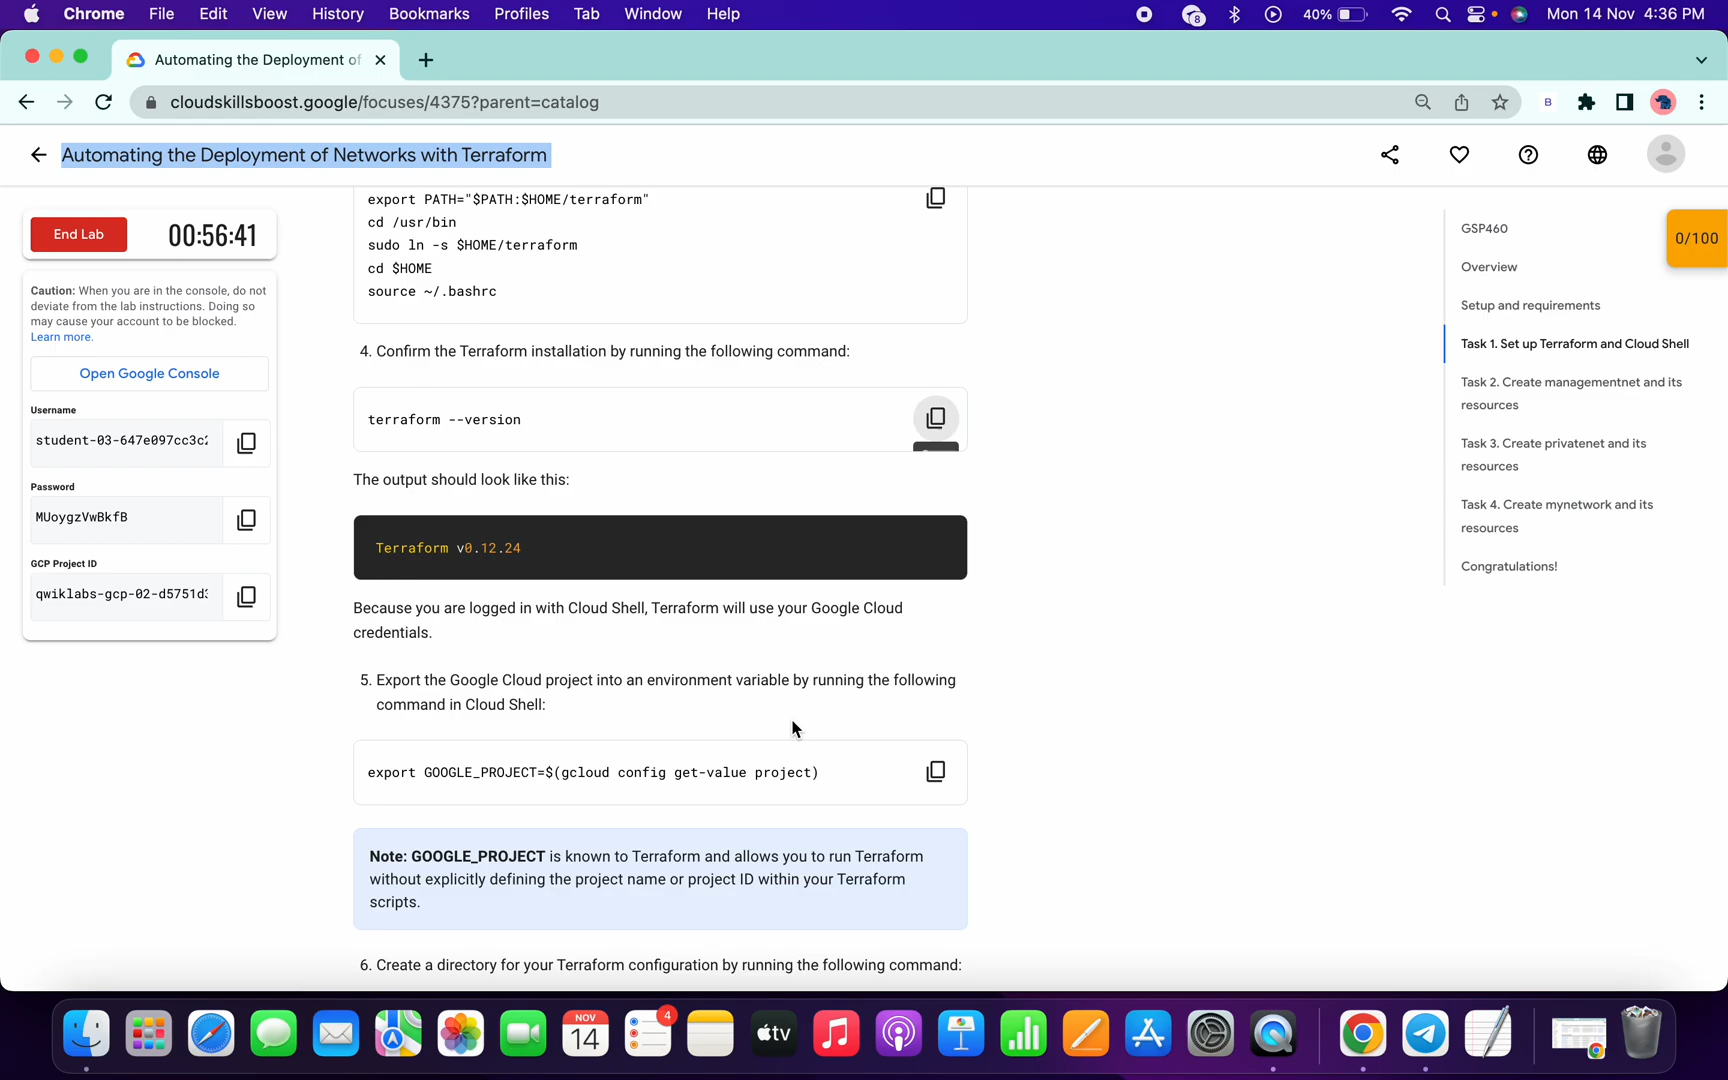 Chrome File Edit View History Bookmarks Profiles Tab Window Help
8 40% Mon 14 Nov 4:36 PM
Automating the Deployment of
cloudskillsboost.google/focuses/4375?parent=catalog
B
Automating the Deployment of Networks with Terraform
End Lab 00:56:41
Caution: When you are in the console, do not
deviate from the lab instructions. Doing so
may cause your account to be blocked.
Learn more.
Open Google Console
Username
student-03-647e097cc3c2
Password
MUoygzVwBkfB
GCP Project ID
qwiklabs-gcp-02-d5751d3
export PATH="$PATH:$HOME/terraform"
cd /usr/bin
sudo ln -s $HOME/terraform
cd $HOME
source ~/.bashrc
4. Confirm the Terraform installation by running the following command:
terraform --version
The output should look like this:
Terraform v0.12.24
Because you are logged in with Cloud Shell, Terraform will use your Google Cloud
credentials.
5. Export the Google Cloud project into an environment variable by running the following
command in Cloud Shell:
export GOOGLE_PROJECT=$(gcloud config get-value project)
Note: GOOGLE_PROJECT is known to Terraform and allows you to run Terraform
without explicitly defining the project name or project ID within your Terraform
scripts.
6. Create a directory for your Terraform configuration by running the following command:
GSP460
Overview
Setup and requirements
Task 1. Set up Terraform and Cloud Shell
Task 2. Create managementnet and its
resources
Task 3. Create privatenet and its
resources
Task 4. Create mynetwork and its
resources
Congratulations!
0/100
NOV
14
4
tv